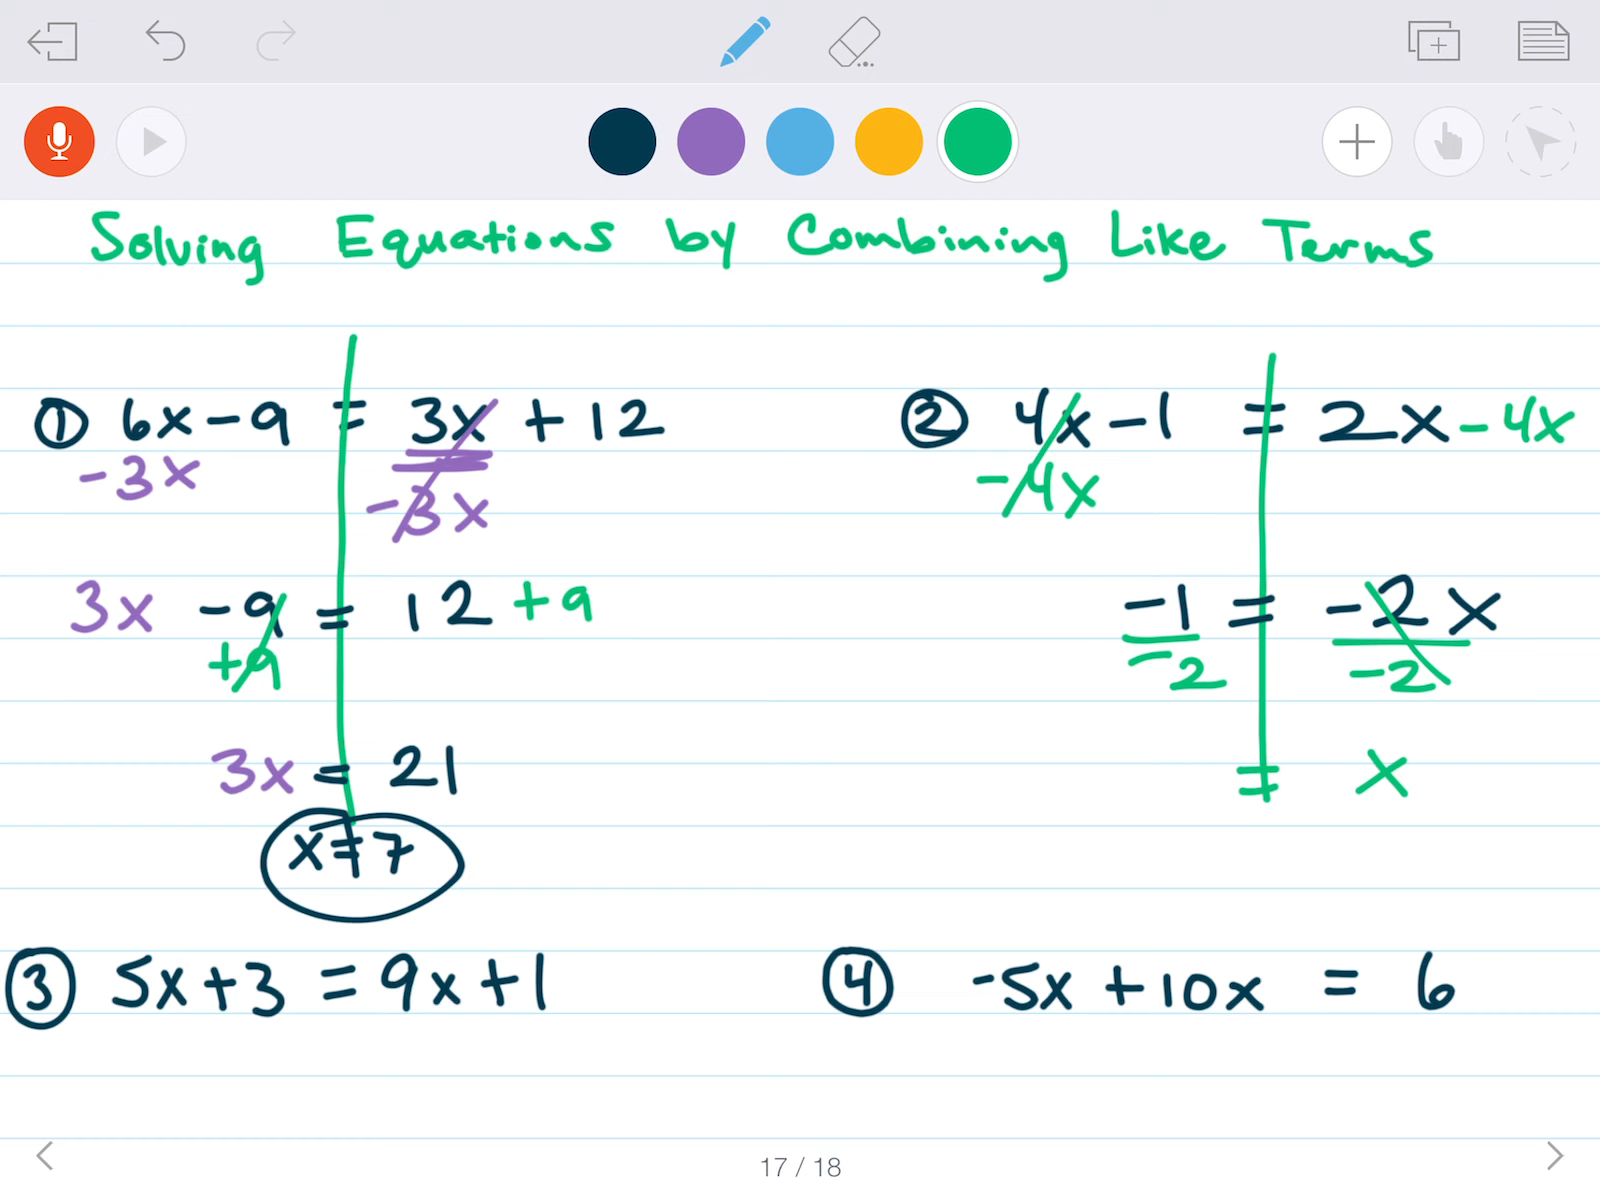 Solving Equations by Combining Like Terms
① 6x - 9 = 3x + 12
-3x -3x
3x - 9 = 12 + 9
+9
3x = 21
x = 7
② 4x - 1 = 2x - 4x
-4x
-1 = -2x
-2 -2
= x
③ 5x + 3 = 9x + 1
④ -5x + 10x = 6
17 / 18